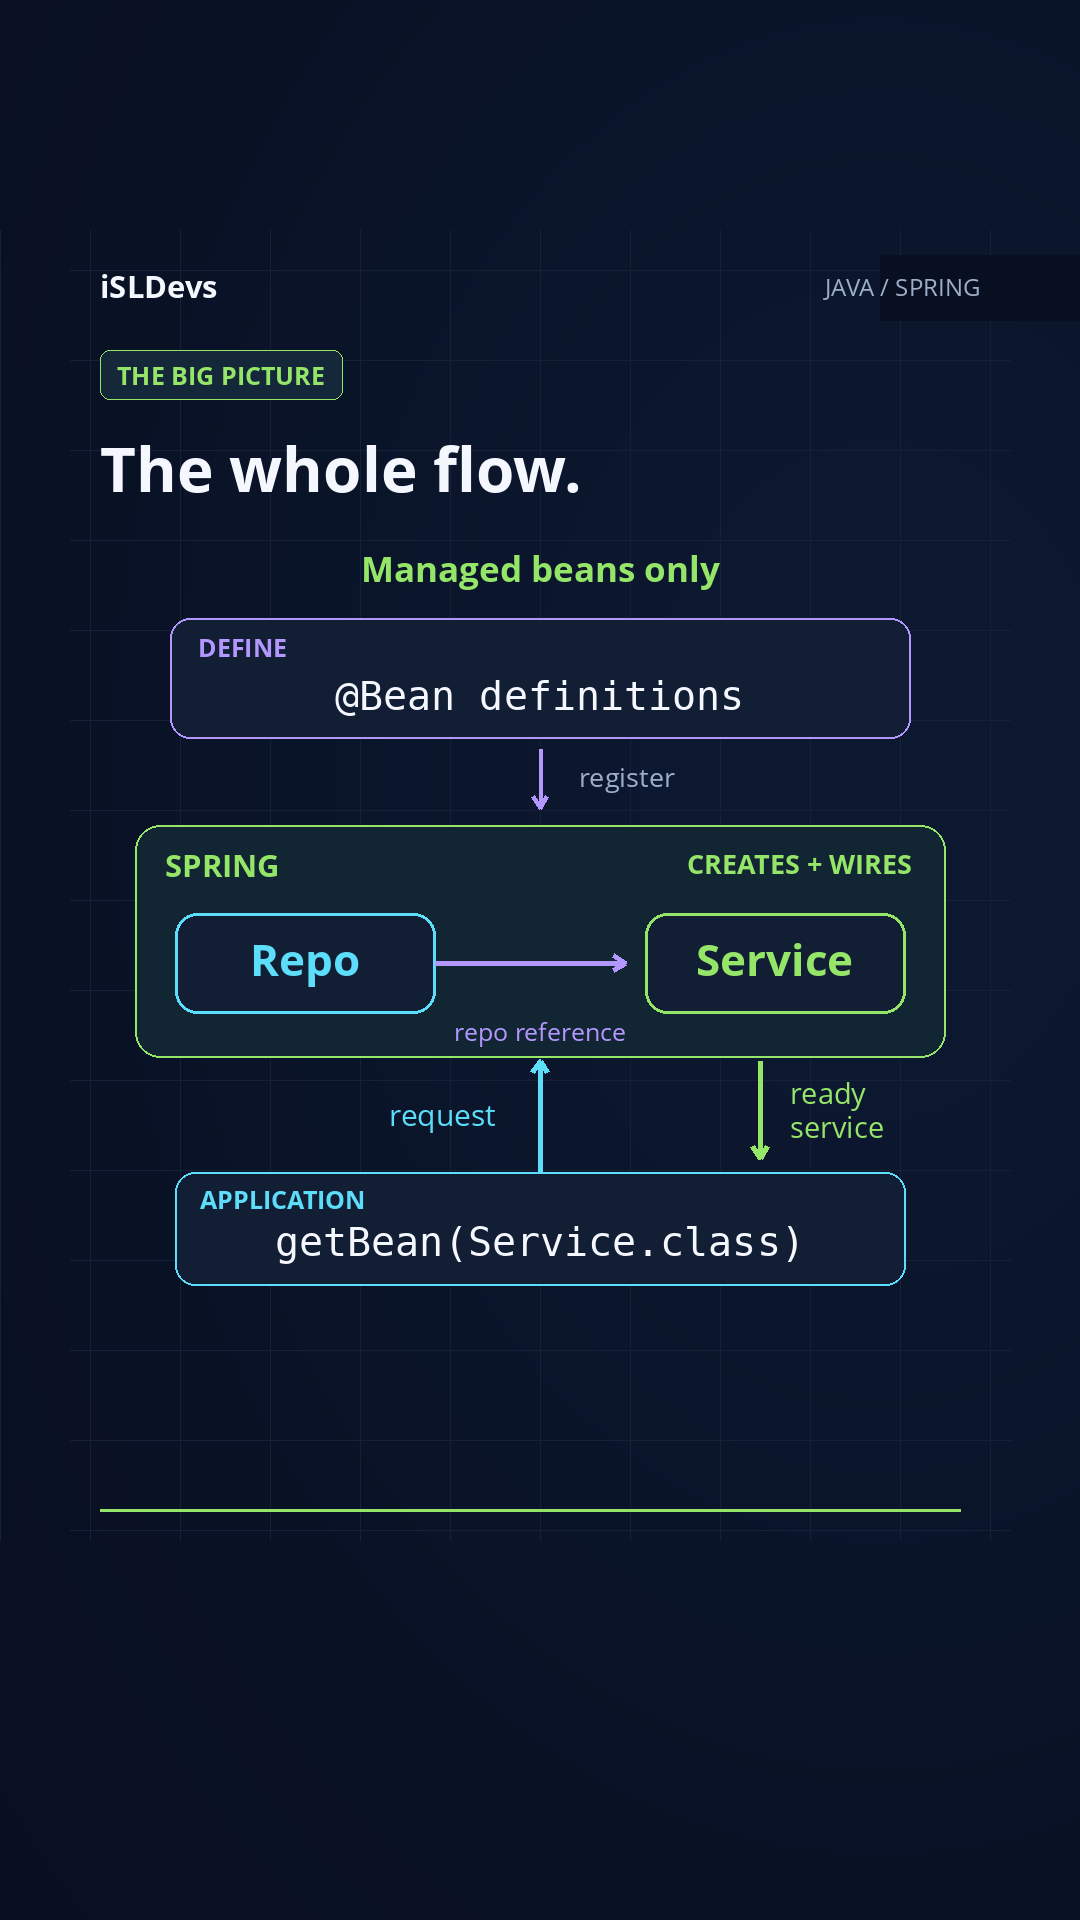 iSLDevs
JAVA / SPRING
THE BIG PICTURE
The whole flow.
Managed beans only
DEFINE
@Bean definitions
register
SPRING
CREATES + WIRES
Repo
Service
repo reference
request
ready
service
APPLICATION
getBean(Service.class)